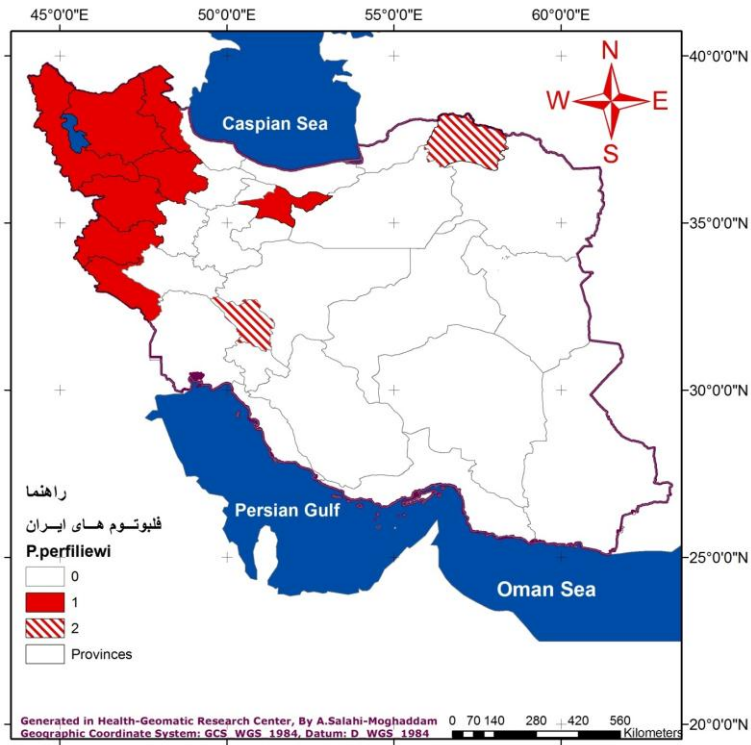 45°0'0"E 50°0'0"E 55°0'0"E 60°0'0"E
40°0'0"N
35°0'0"N
30°0'0"N
25°0'0"N
20°0'0"N
N
W E
S
Caspian Sea
Persian Gulf
Oman Sea
راهنما
فلبوتوم های ایران
P.perfiliewi
0
1
2
Provinces
Generated in Health-Geomatic Research Center, By A.Salahi-Moghaddam
Geographic Coordinate System: GCS_WGS_1984, Datum: D_WGS_1984
0 70 140 280 420 560
Kilometers